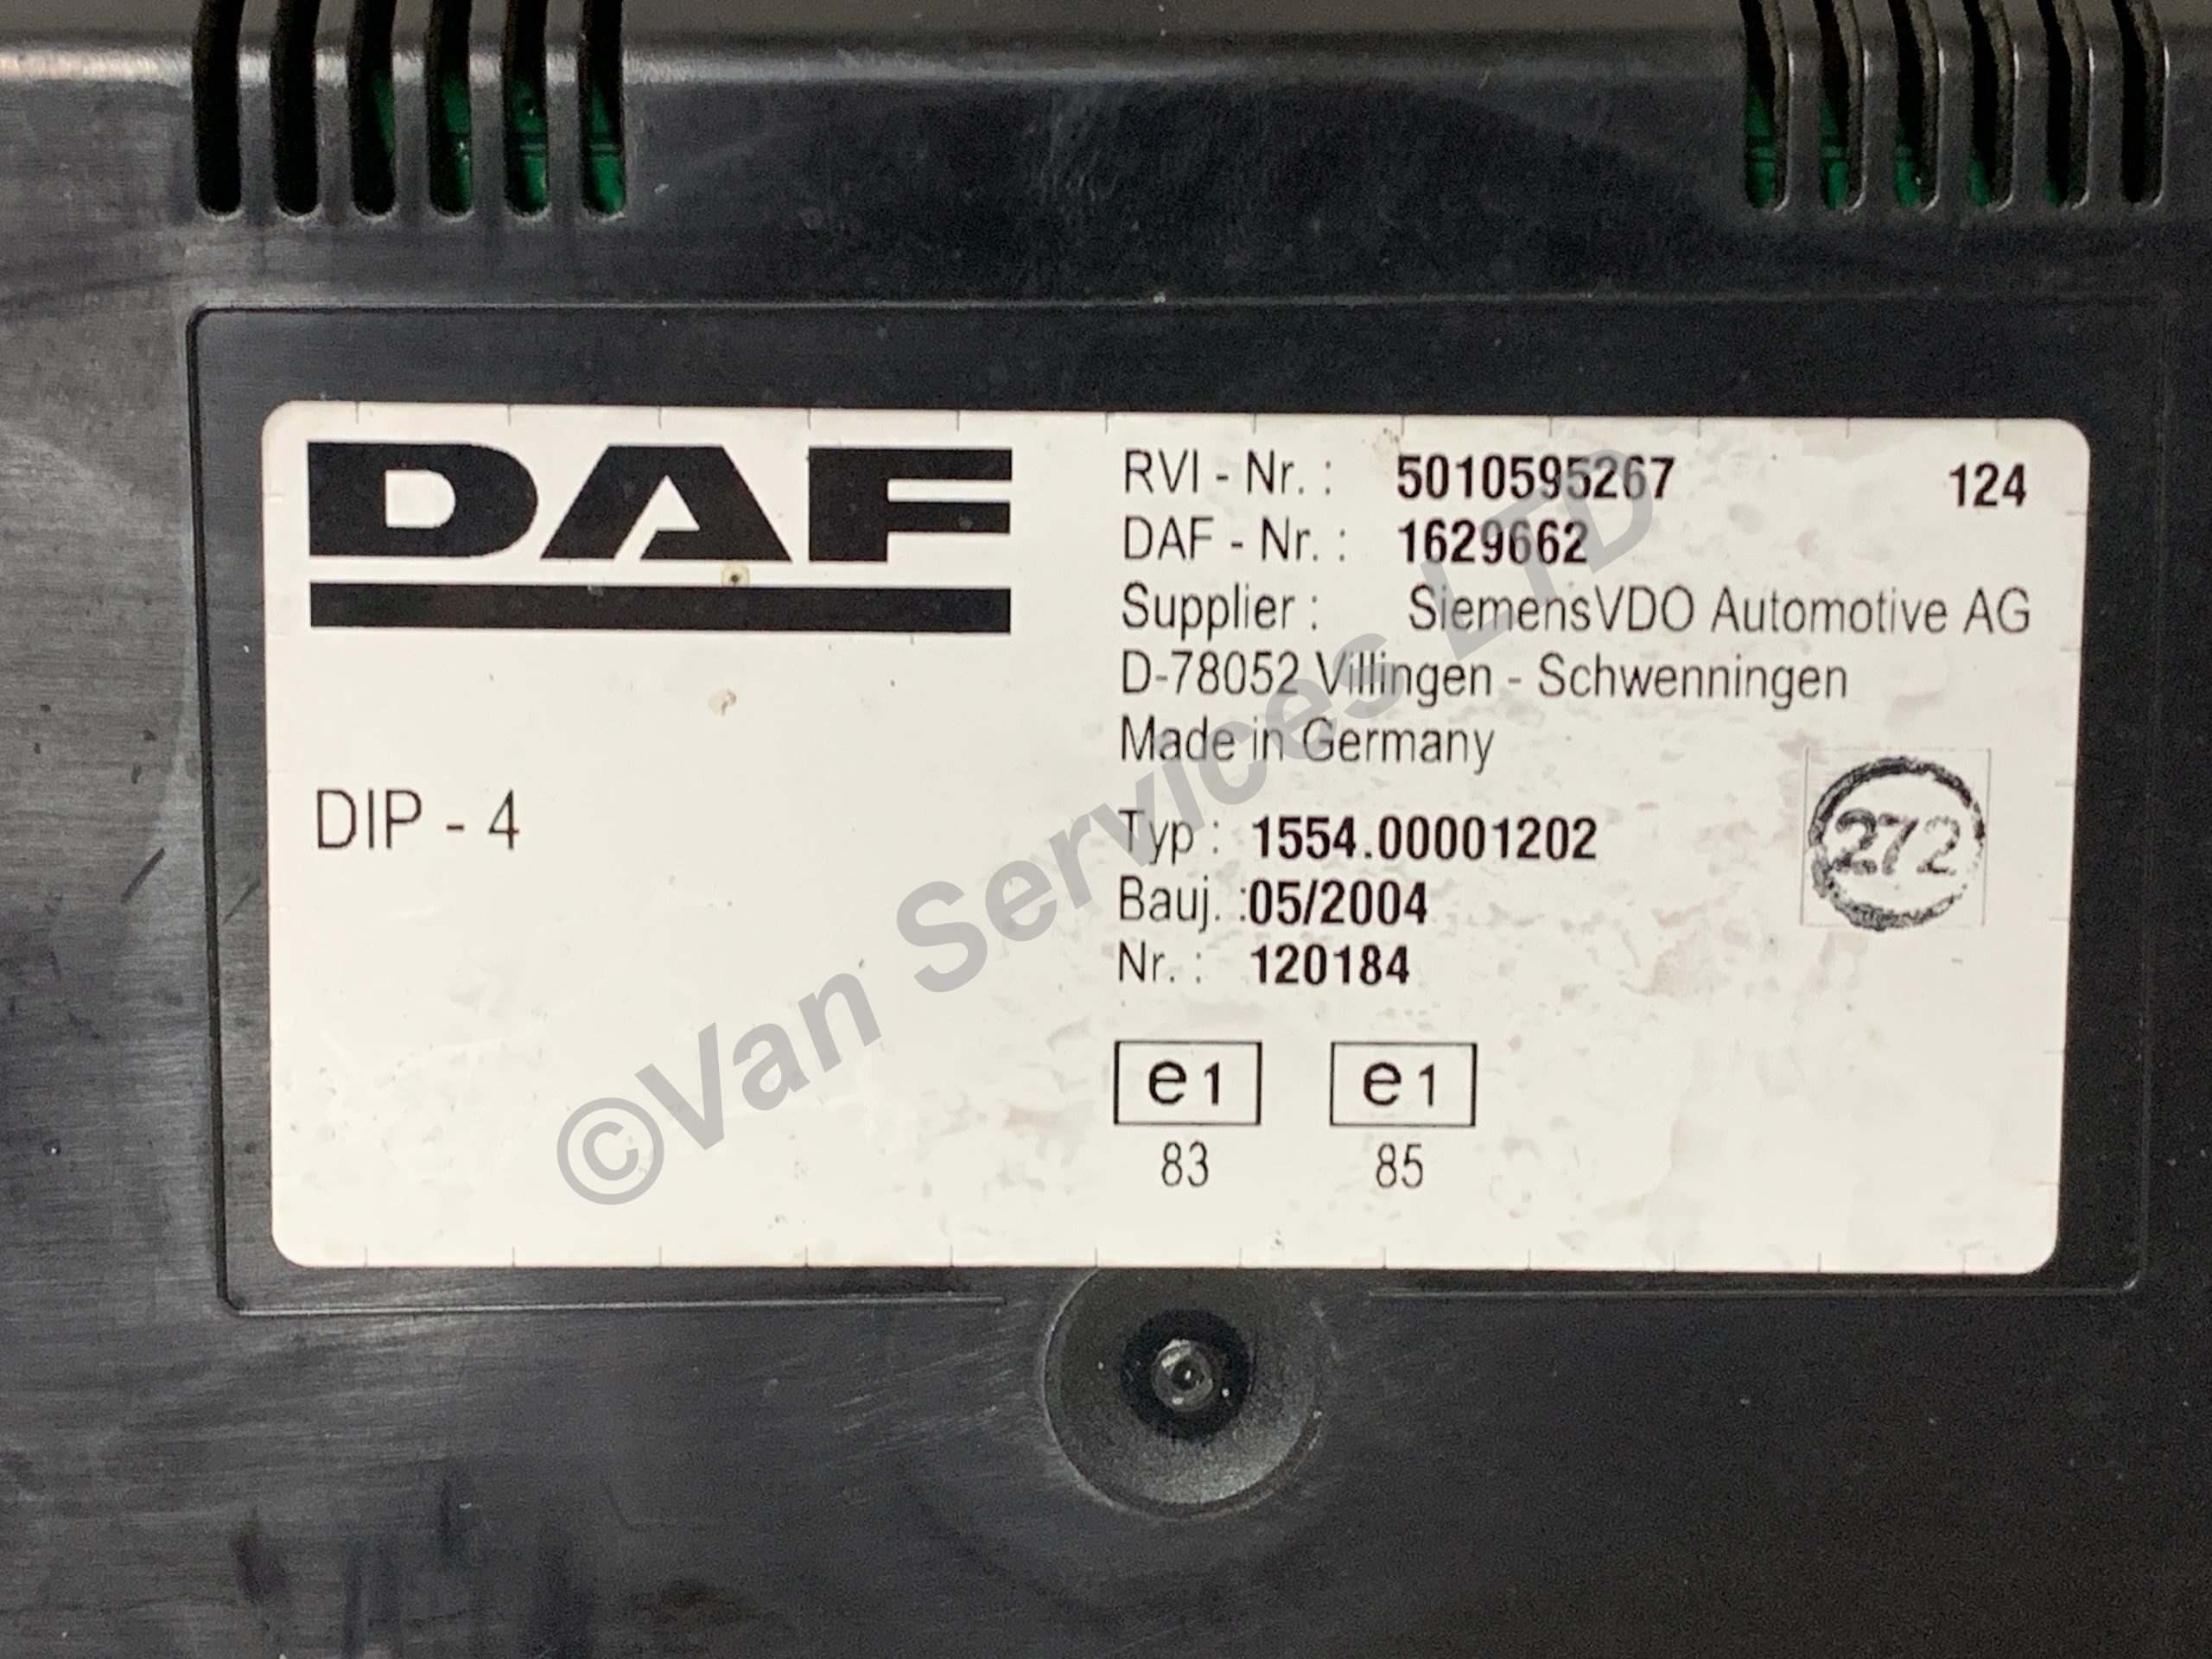 DAF
DIP - 4
RVI - Nr. : 5010595267 124
DAF - Nr. : 1629662
Supplier : SiemensVDO Automotive AG
D-78052 Villingen - Schwenningen
Made in Germany
Typ : 1554.00001202
Bauj. :05/2004
Nr. : 120184
272
e1 e1
83 85
©Van Services LTD